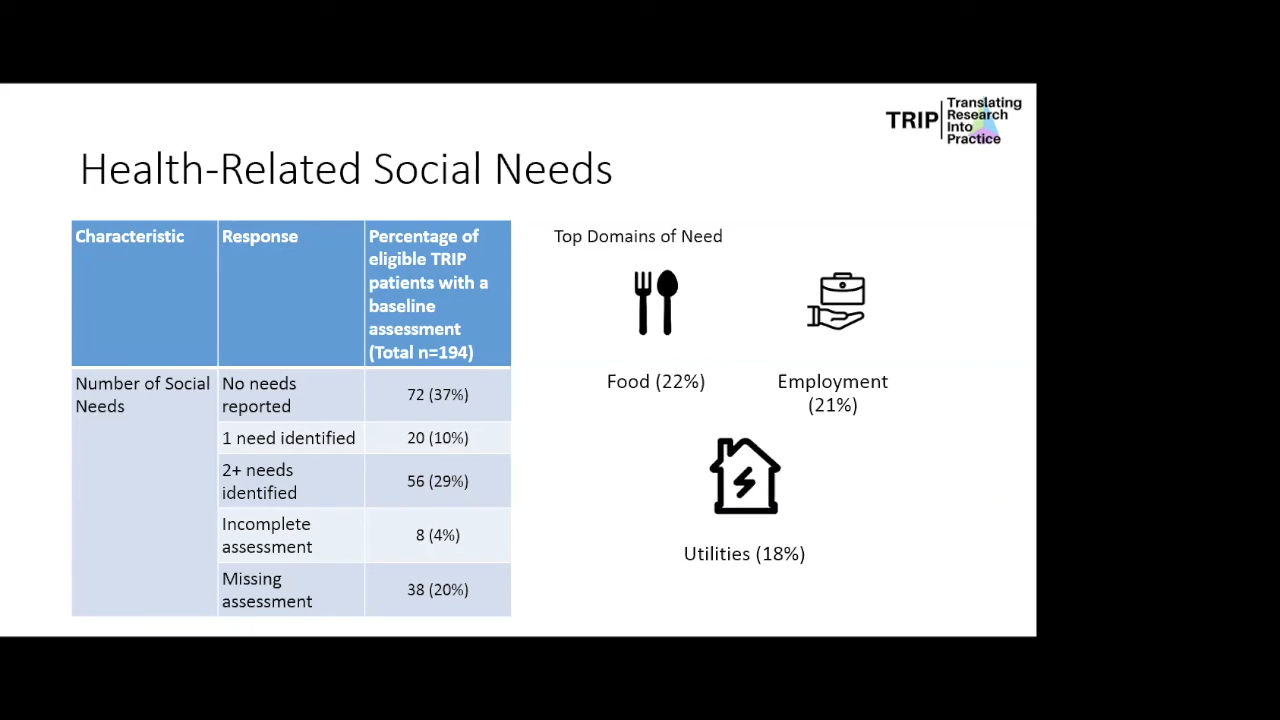 TRIP
Translating
Research
Into
Practice
Health-Related Social Needs
Characteristic
Response
Percentage of
eligible TRIP
patients with a
baseline
assessment
(Total n=194)
Number of Social
Needs
No needs
reported
72 (37%)
1 need identified
20 (10%)
2+ needs
identified
56 (29%)
Incomplete
assessment
8 (4%)
Missing
assessment
38 (20%)
Top Domains of Need
Food (22%)
Employment
(21%)
Utilities (18%)